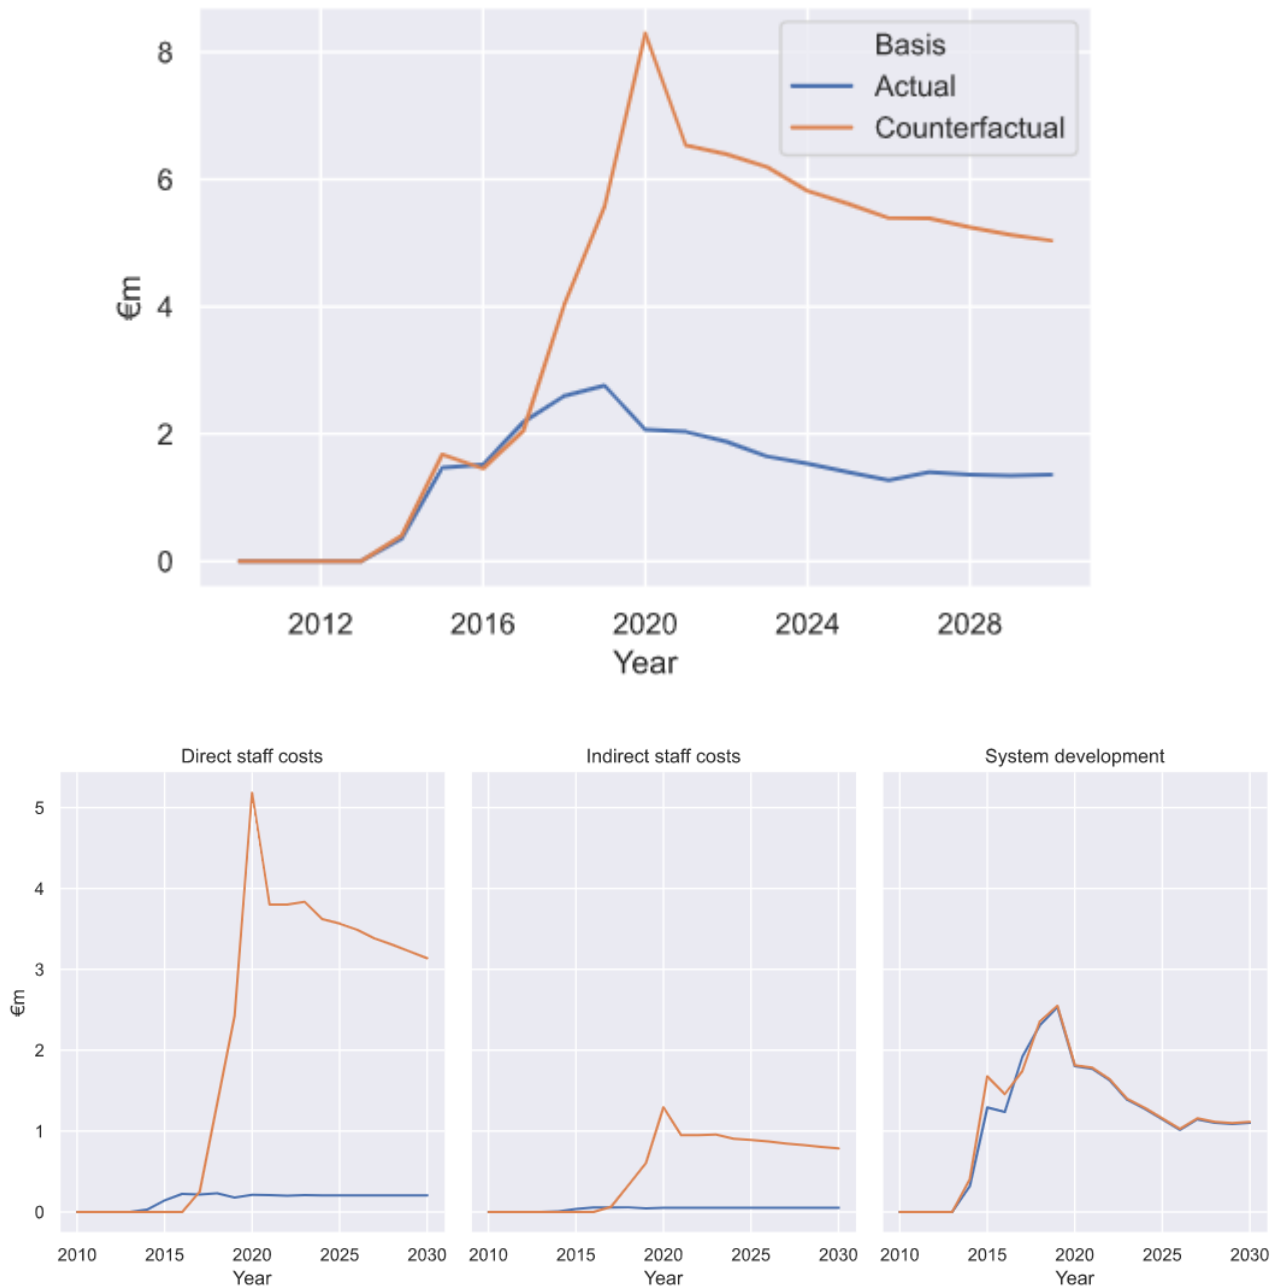 8
6
4
2
0
€m
Basis
Actual
Counterfactual
2012 2016 2020 2024 2028
Year
Direct staff costs
Indirect staff costs
System development
5
4
3
2
1
0
€m
2010 2015 2020 2025 2030
Year
2010 2015 2020 2025 2030
Year
2010 2015 2020 2025 2030
Year